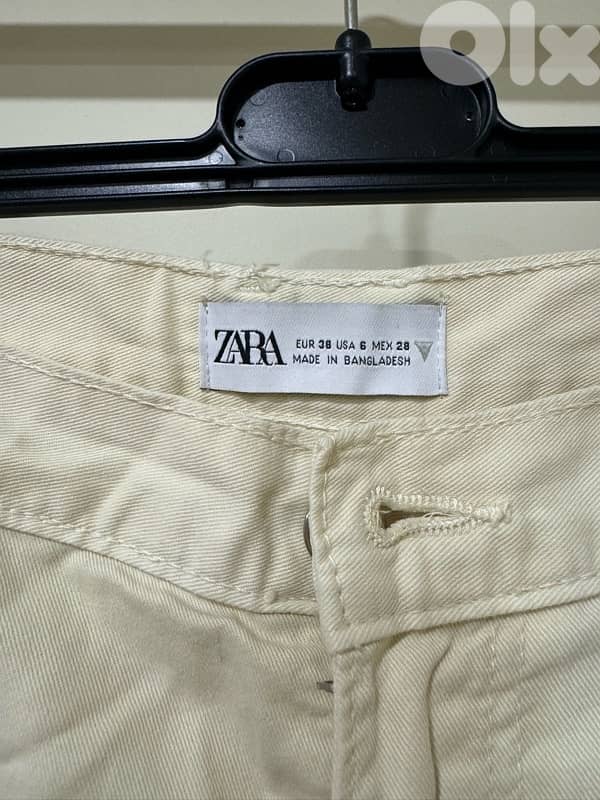 Olx
ZARA
EUR 38 USA 6 MEX 28
MADE IN BANGLADESH